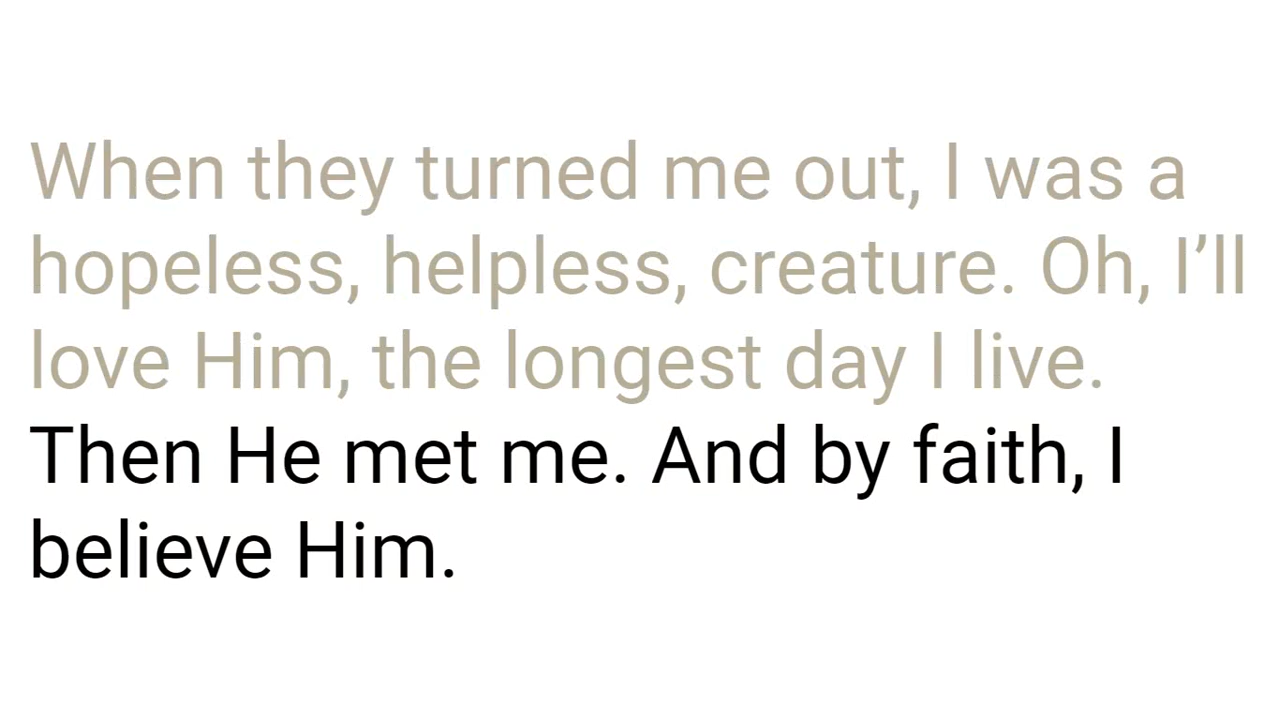 When they turned me out, I was a
hopeless, helpless, creature. Oh, I’ll
love Him, the longest day I live.
Then He met me. And by faith, I
believe Him.